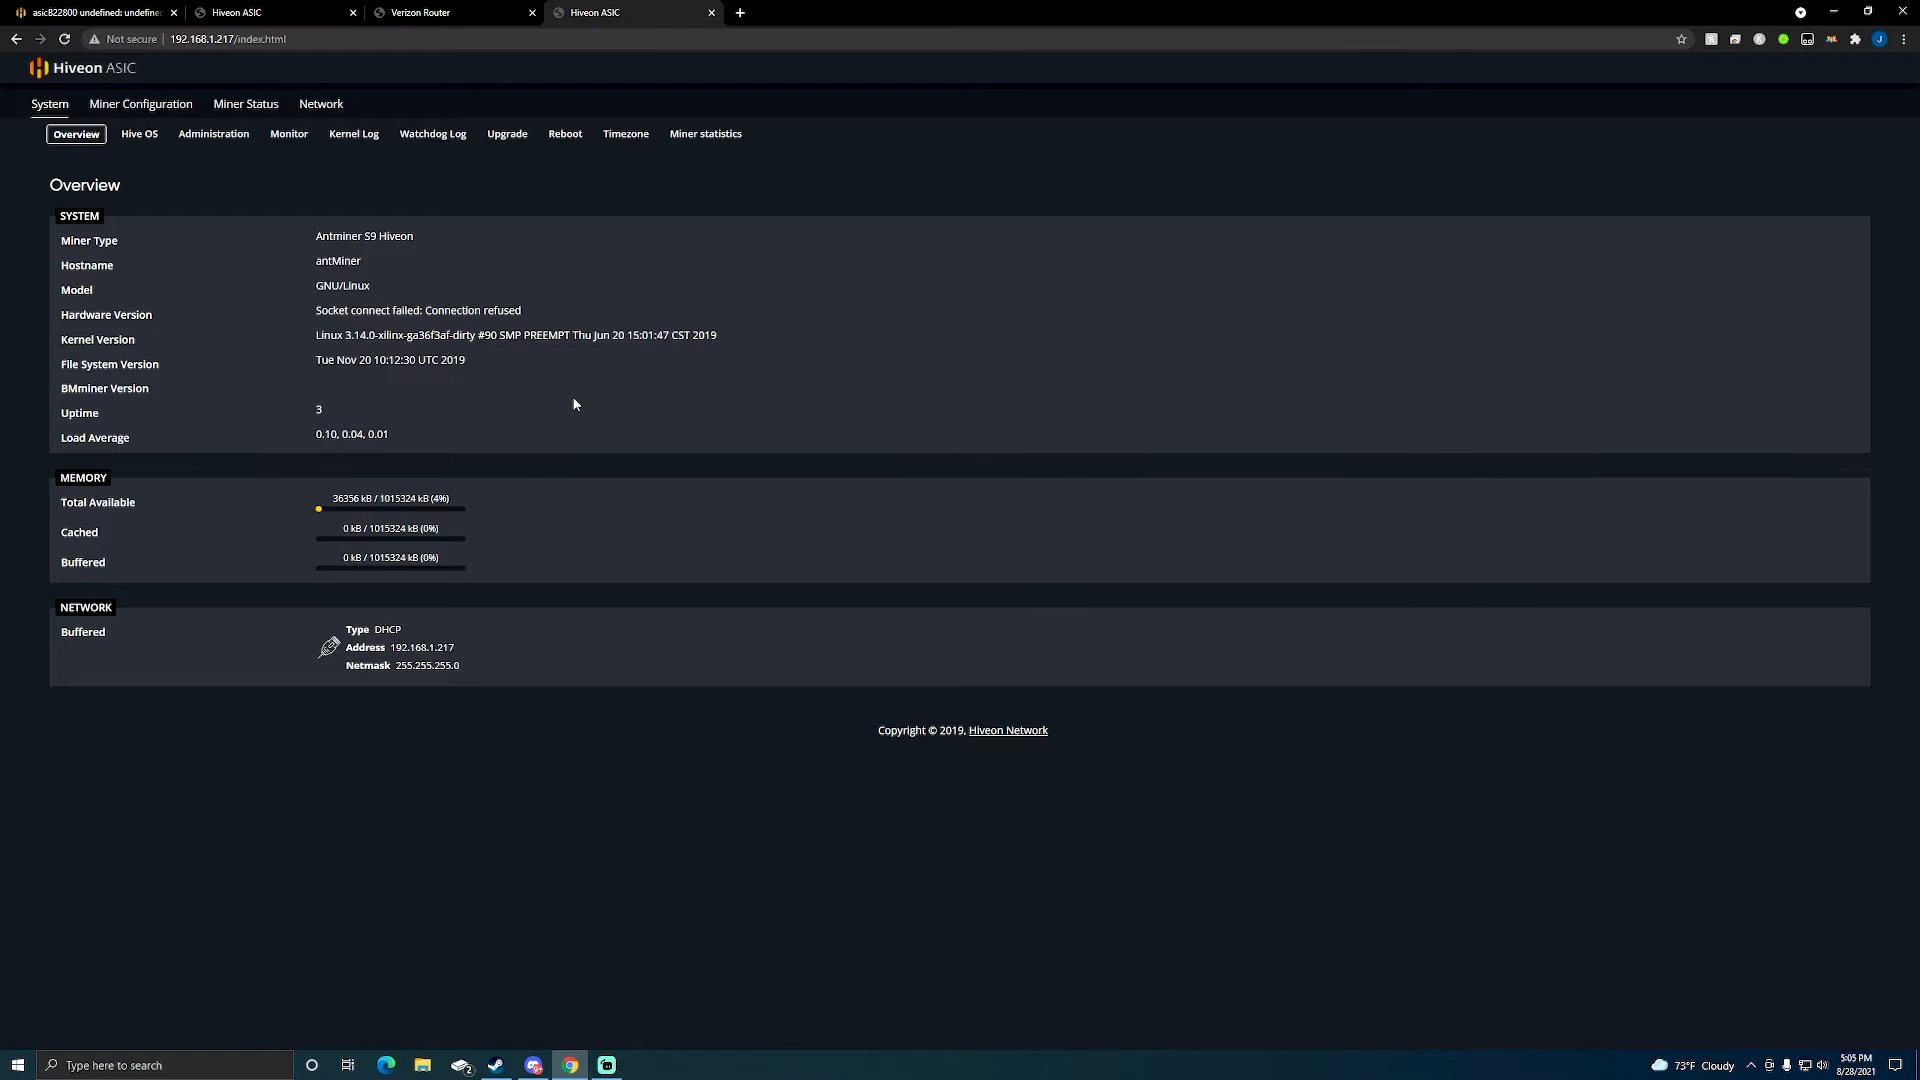 asic822800 undefined: undefine
Hiveon ASIC
Verizon Router
Hiveon ASIC
Not secure
192.168.1.217/index.html
Hiveon ASIC
System
Miner Configuration
Miner Status
Network
Overview
Hive OS
Administration
Monitor
Kernel Log
Watchdog Log
Upgrade
Reboot
Timezone
Miner statistics
Overview
SYSTEM
Miner Type Antminer S9 Hiveon
Hostname antMiner
Model GNU/Linux
Hardware Version Socket connect failed: Connection refused
Kernel Version Linux 3.14.0-xilinx-ga36f3af-dirty #90 SMP PREEMPT Thu Jun 20 15:01:47 CST 2019
File System Version Tue Nov 20 10:12:30 UTC 2019
BMminer Version
Uptime 3
Load Average 0.10, 0.04, 0.01
MEMORY
Total Available 36356 kB / 1015324 kB (4%)
Cached 0 kB / 1015324 kB (0%)
Buffered 0 kB / 1015324 kB (0%)
NETWORK
Buffered Type DHCP
Address 192.168.1.217
Netmask 255.255.255.0
Copyright © 2019, Hiveon Network
Type here to search
73°F Cloudy
5:05 PM
8/28/2021